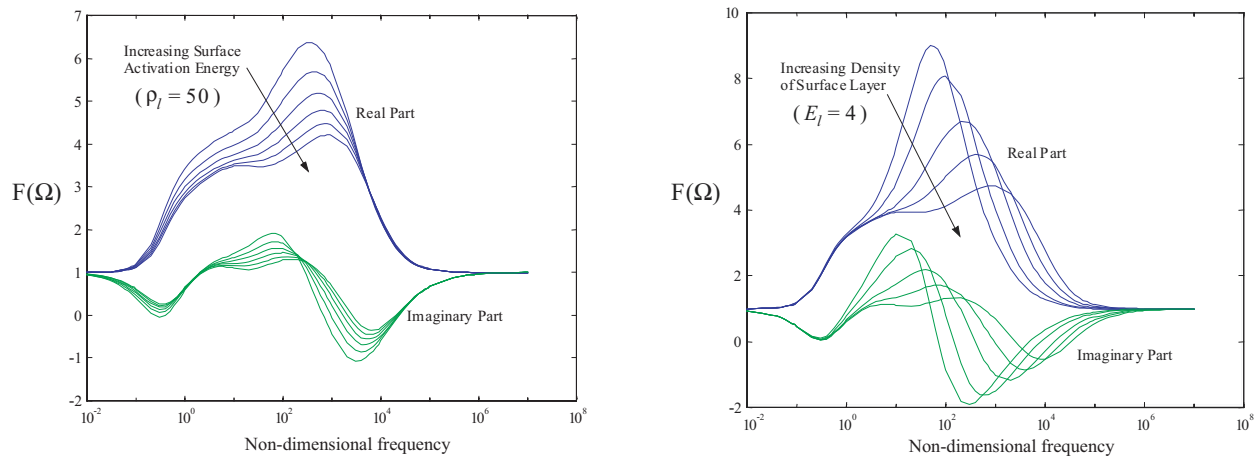 7
6
5
4
3
2
1
0
-1
-2
F(Ω)
Increasing Surface
Activation Energy
( ρl = 50 )
Real Part
Imaginary Part
10-2
100
102
104
106
108
Non-dimensional frequency
10
8
6
4
2
0
-2
F(Ω)
Increasing Density
of Surface Layer
( El = 4 )
Real Part
Imaginary Part
10-2
100
102
104
106
108
Non-dimensional frequency